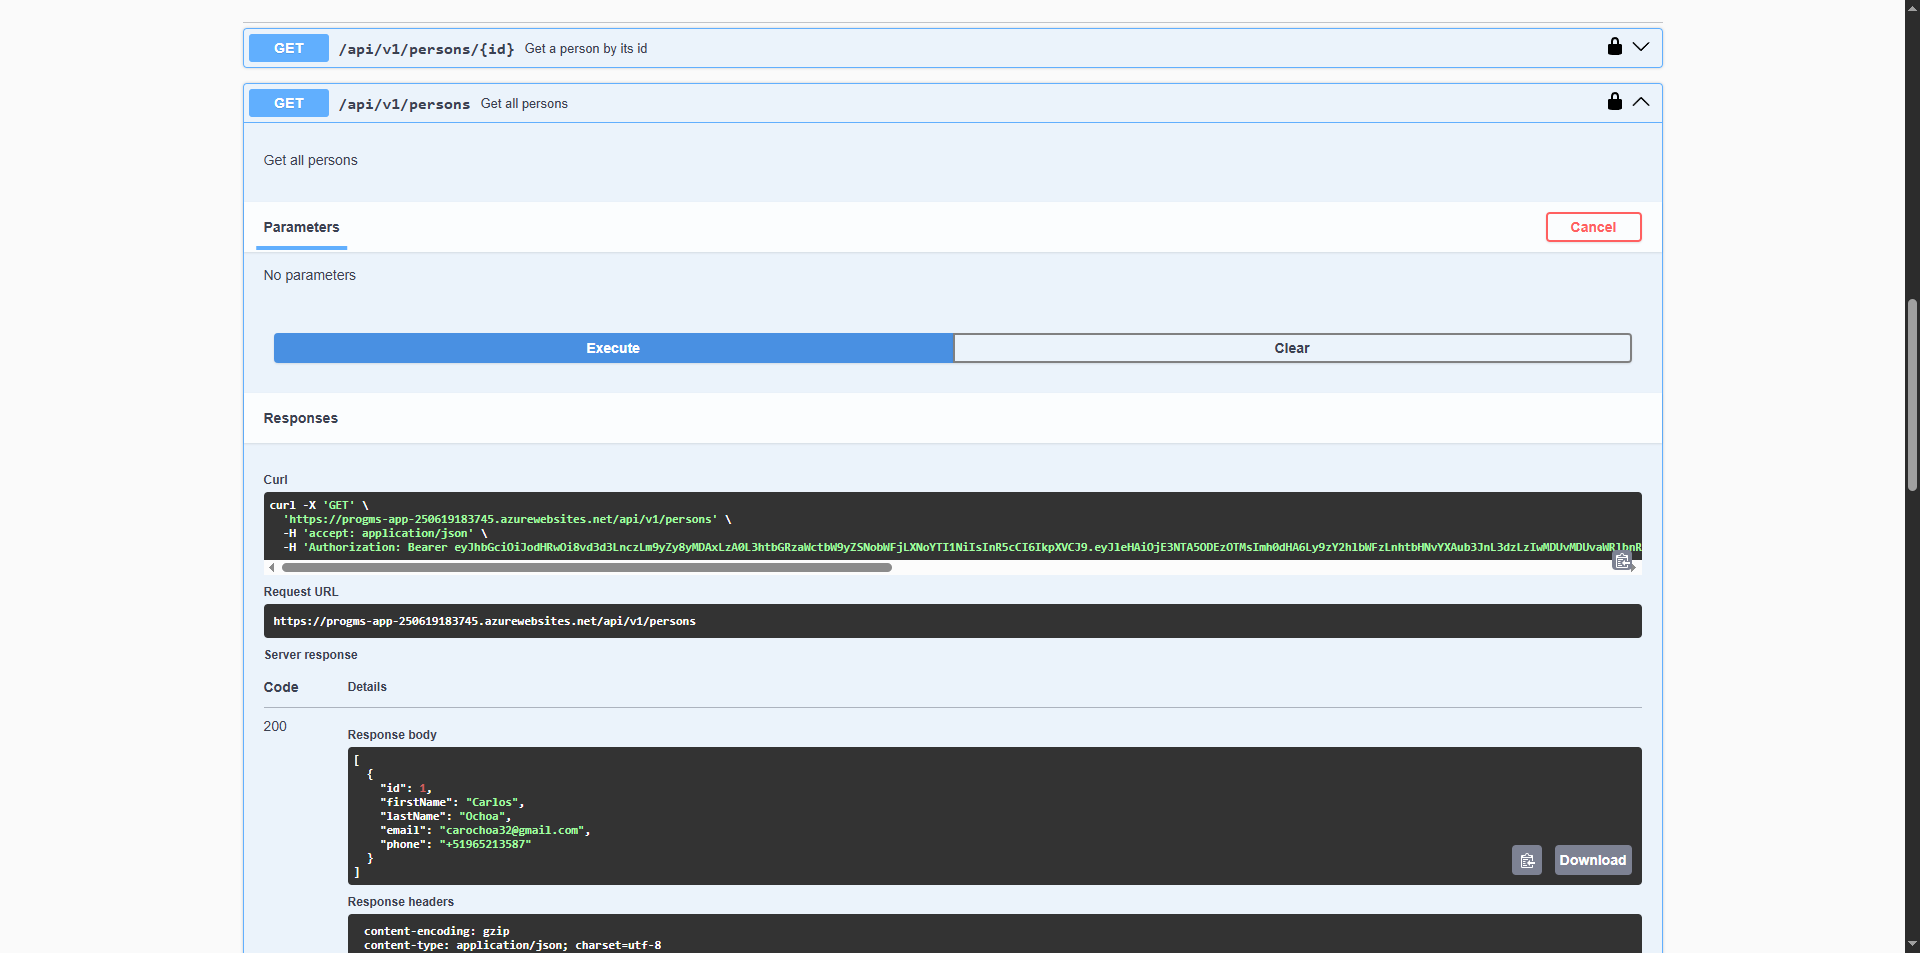 GET /api/v1/persons/{id} Get a person by its id
GET /api/v1/persons Get all persons
Get all persons
Parameters
Cancel
No parameters
Execute
Clear
Responses
Curl
curl -X 'GET' \
'https://progms-app-250619183745.azurewebsites.net/api/v1/persons' \
-H 'accept: application/json' \
-H 'Authorization: Bearer
Request URL
https://progms-app-250619183745.azurewebsites.net/api/v1/persons
Server response
Code Details
200
Response body
[
{
"id": 1,
"firstName": "Carlos",
"lastName": "Ochoa",
"email": "carochoa32@gmail.com",
"phone": "+51965213587"
}
]
Download
Response headers
content-encoding: gzip
content-type: application/json; charset=utf-8